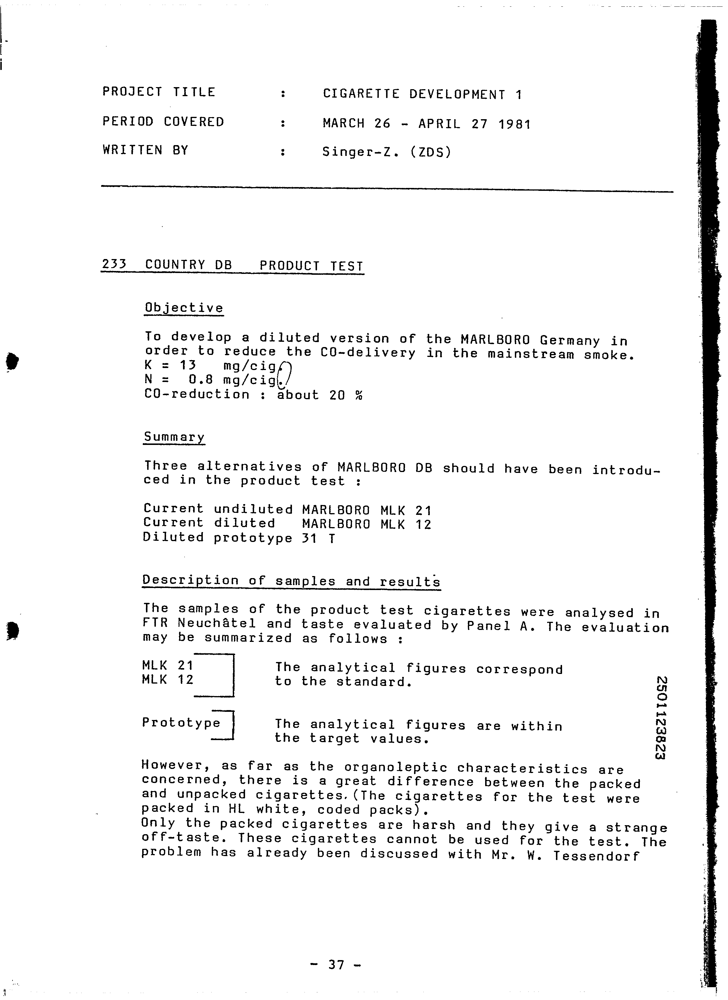 PROJECT TITLE : CIGARETTE DEVELOPMENT 1
PERIOD COVERED : MARCH 26 - APRIL 27 1981
WRITTEN BY : Singer-Z. (ZDS)
233 COUNTRY DB PRODUCT TEST
Objective
To develop a diluted version of the MARLBORO Germany in
order to reduce the CO-delivery in the mainstream smoke.
K = 13 mg/cig
N = 0.8 mg/cig.
CO-reduction : about 20 %
Summary
Three alternatives of MARLBORO DB should have been introdu-
ced in the product test :
Current undiluted MARLBORO MLK 21
Current diluted MARLBORO MLK 12
Diluted prototype 31 T
Description of samples and results
The samples of the product test cigarettes were analysed in
FTR Neuchâtel and taste evaluated by Panel A. The evaluation
may be summarized as follows :
MLK 21 The analytical figures correspond
MLK 12 to the standard.
Prototype The analytical figures are within
the target values.
However, as far as the organoleptic characteristics are
concerned, there is a great difference between the packed
and unpacked cigarettes. (The cigarettes for the test were
packed in HL white, coded packs).
Only the packed cigarettes are harsh and they give a strange
off-taste. These cigarettes cannot be used for the test. The
problem has already been discussed with Mr. W. Tessendorf
2501123823
- 37 -